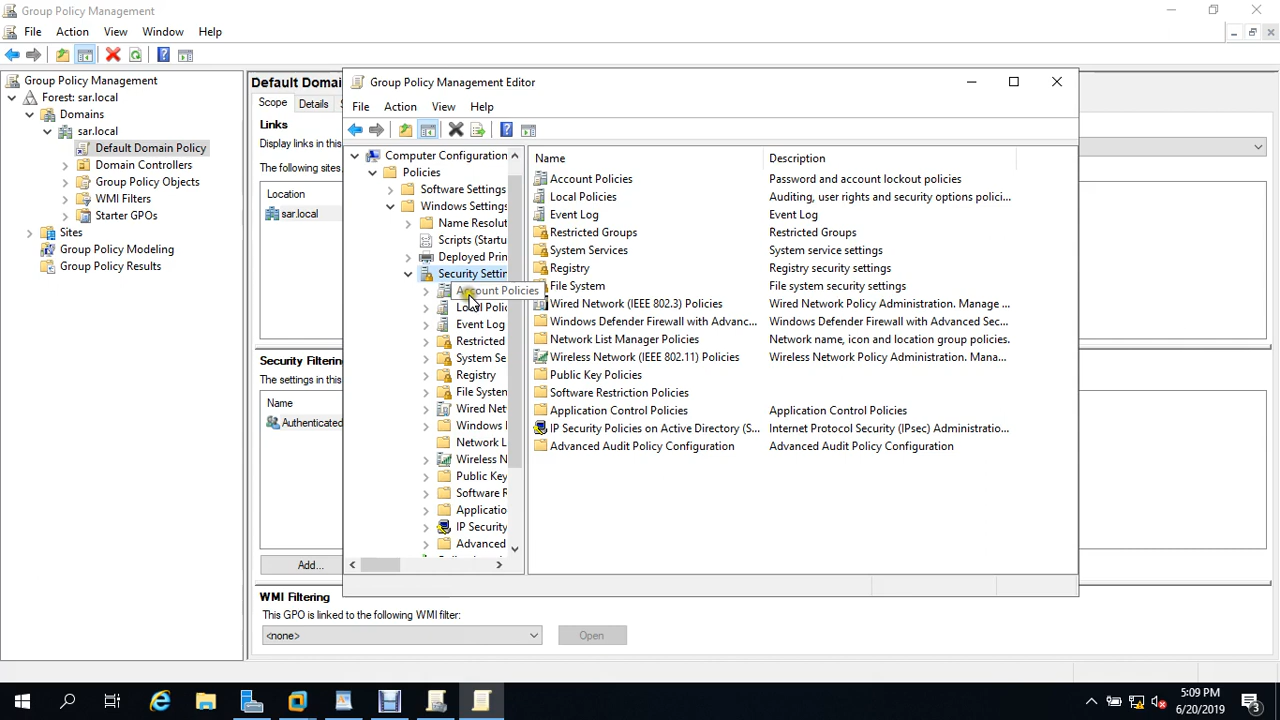 Group Policy Management
File Action View Window Help
Group Policy Management
Forest: sar.local
Domains
sar.local
Default Domain Policy
Domain Controllers
Group Policy Objects
WMI Filters
Starter GPOs
Sites
Group Policy Modeling
Group Policy Results
Default Domai
Scope Details
Links
Display links in this
The following sites,
Location
sar.local
Security Filterin
The settings in this
Name
Authenticated
Add...
WMI Filtering
This GPO is linked to the following WMI filter:
<none>
Open
Group Policy Management Editor
File Action View Help
Computer Configuration
Policies
Software Settings
Windows Settings
Name Resolut
Scripts (Startu
Deployed Prin
Security Settin
Account Policies
Local Polic
Event Log
Restricted
System Se
Registry
File System
Wired Net
Windows
Network L
Wireless N
Public Key
Software R
Applicatio
IP Security
Advanced
Name Description
Account Policies Password and account lockout policies
Local Policies Auditing, user rights and security options polici...
Event Log Event Log
Restricted Groups Restricted Groups
System Services System service settings
Registry Registry security settings
File System File system security settings
Wired Network (IEEE 802.3) Policies Wired Network Policy Administration. Manage ...
Windows Defender Firewall with Advanc... Windows Defender Firewall with Advanced Sec...
Network List Manager Policies Network name, icon and location group policies.
Wireless Network (IEEE 802.11) Policies Wireless Network Policy Administration. Mana...
Public Key Policies
Software Restriction Policies
Application Control Policies Application Control Policies
IP Security Policies on Active Directory (S... Internet Protocol Security (IPsec) Administratio...
Advanced Audit Policy Configuration Advanced Audit Policy Configuration
5:09 PM
6/20/2019
3